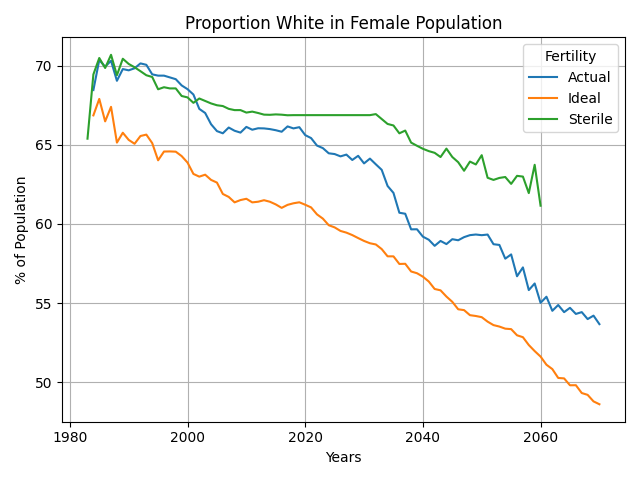 Proportion White in Female Population
Fertility
Actual
Ideal
Sterile
% of Population
70
65
60
55
50
1980
2000
2020
2040
2060
Years